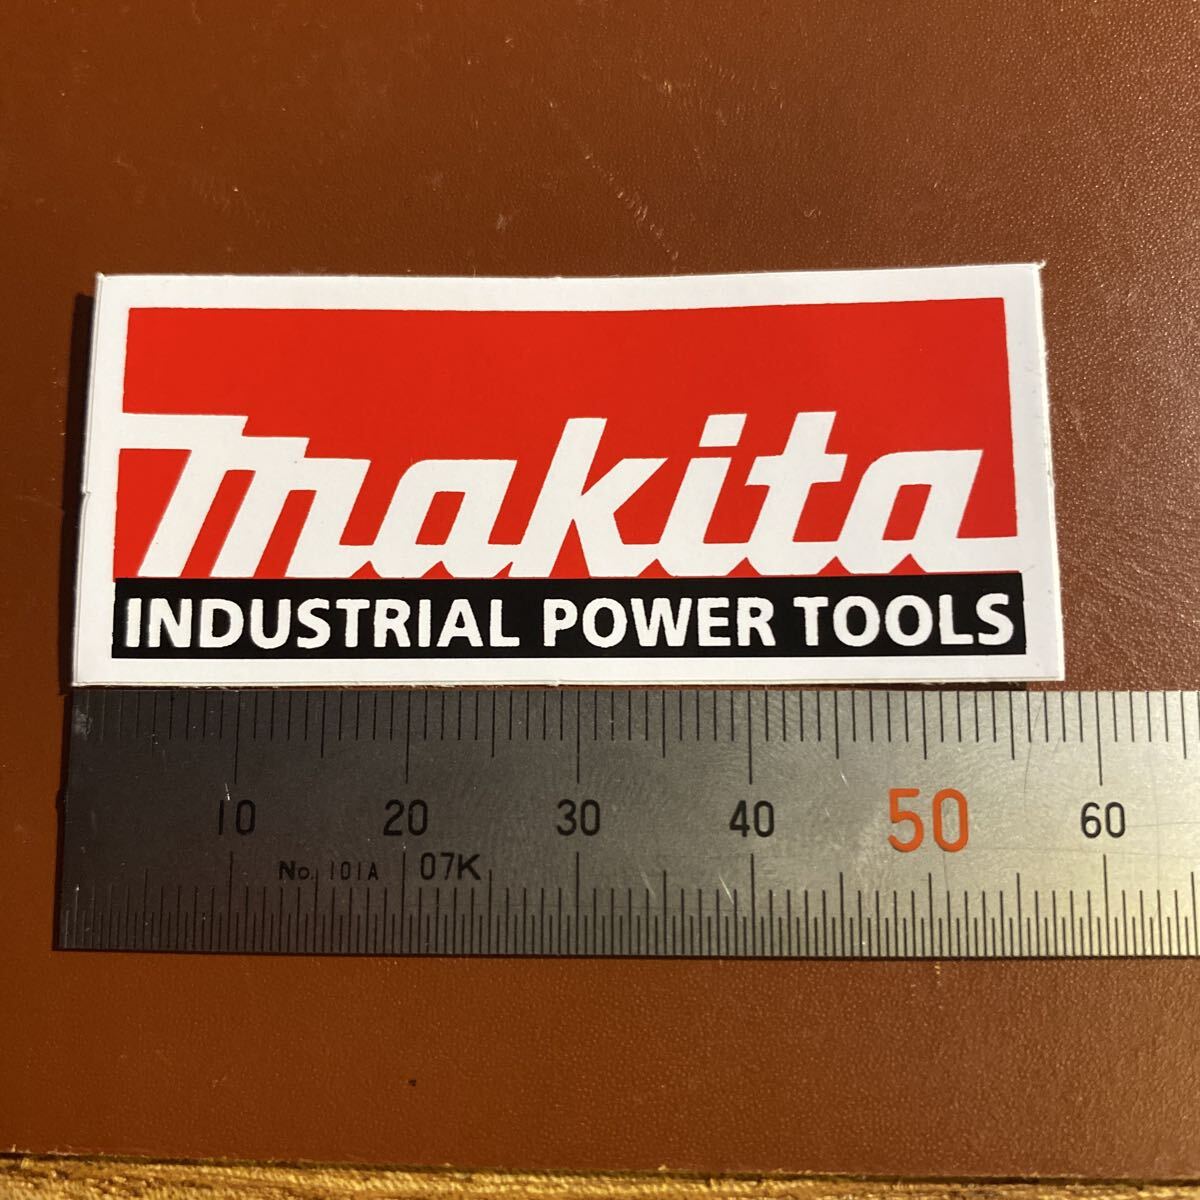 makita
INDUSTRIAL POWER TOOLS
10 20 30 40 50 60
No. 101A 07K